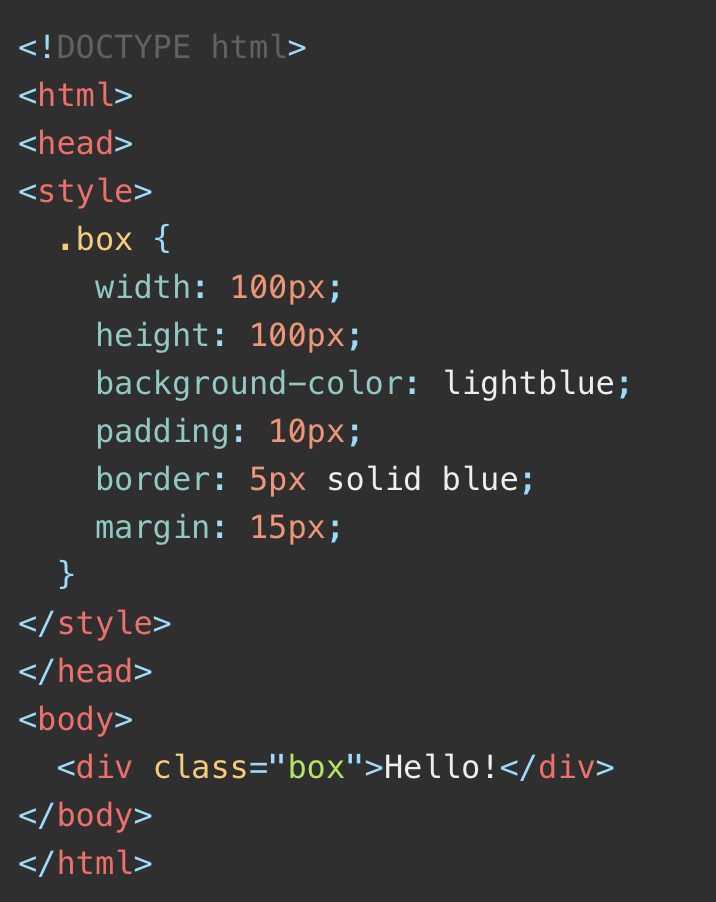 <!DOCTYPE html>
<html>
<head>
<style>
  .box {
    width: 100px;
    height: 100px;
    background-color: lightblue;
    padding: 10px;
    border: 5px solid blue;
    margin: 15px;
  }
</style>
</head>
<body>
  <div class="box">Hello!</div>
</body>
</html>